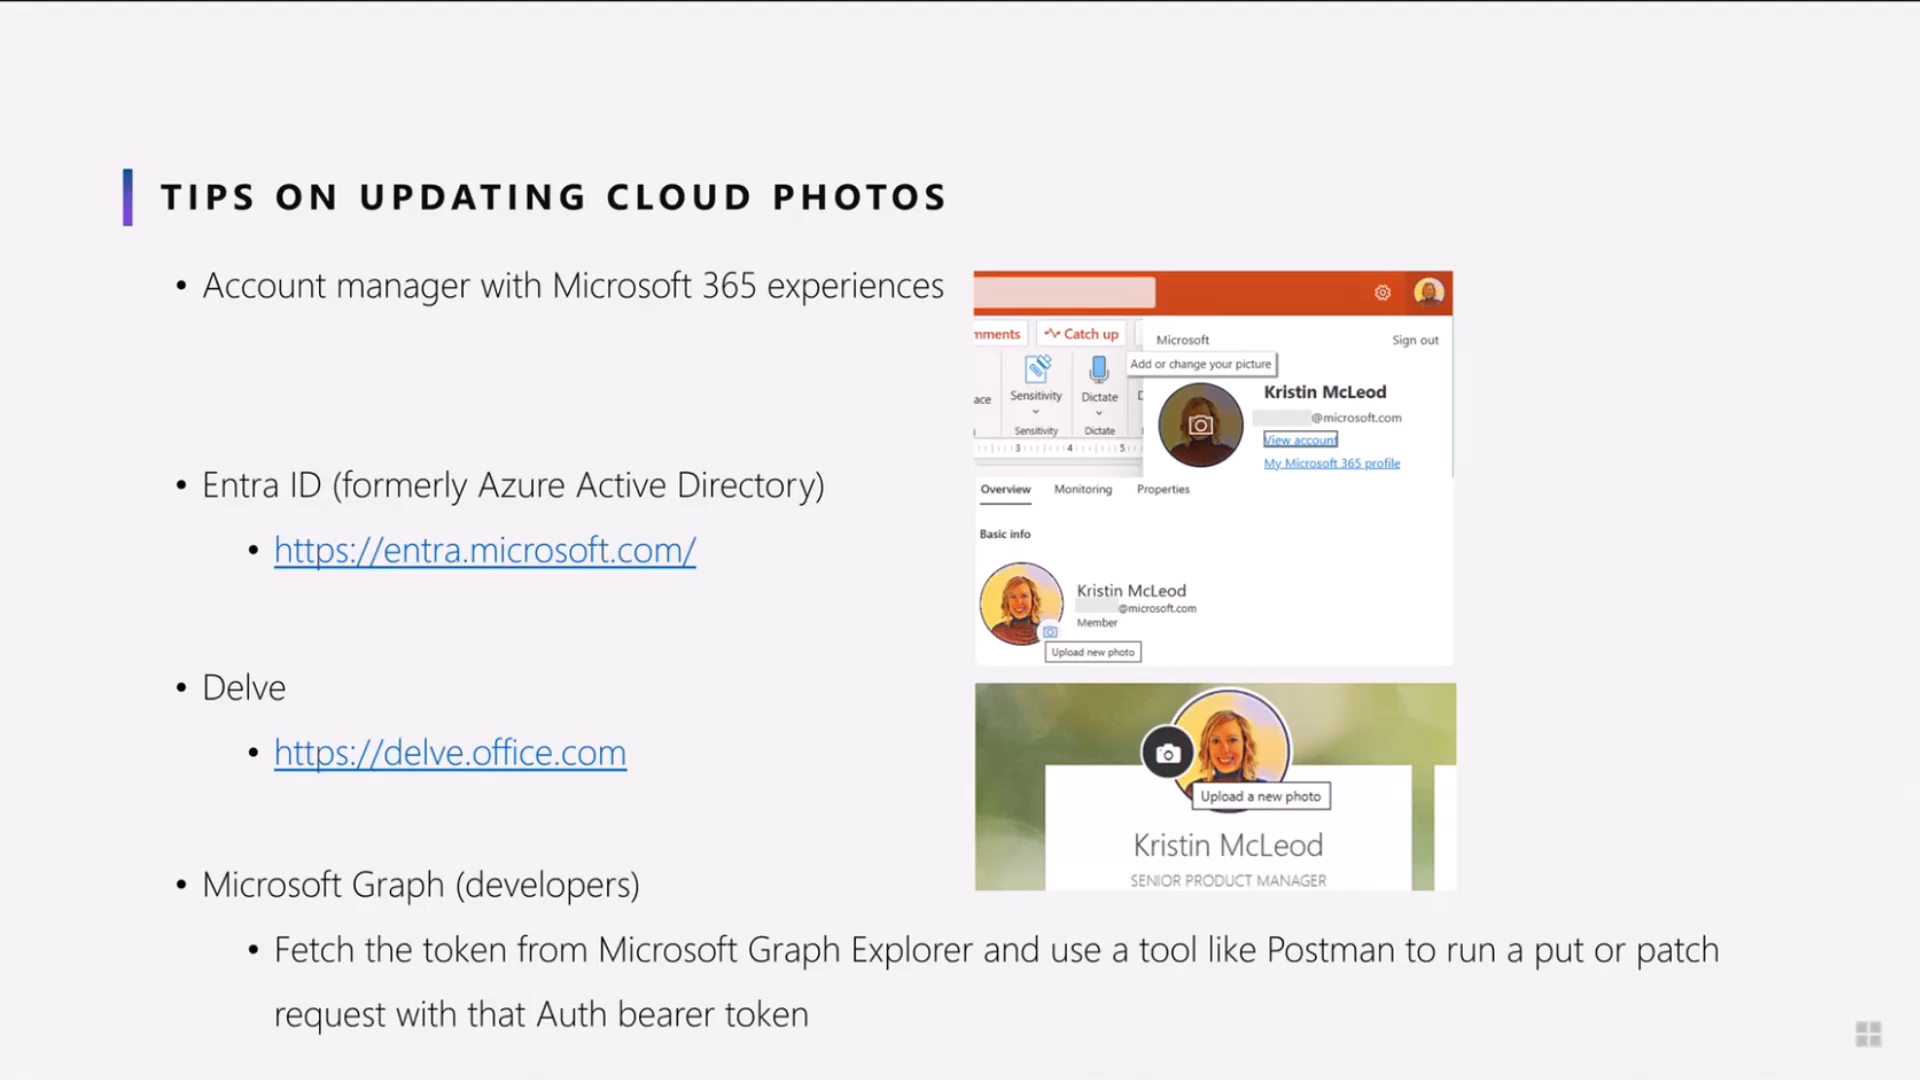 TIPS ON UPDATING CLOUD PHOTOS
• Account manager with Microsoft 365 experiences
• Entra ID (formerly Azure Active Directory)
• https://entra.microsoft.com/
• Delve
• https://delve.office.com
• Microsoft Graph (developers)
• Fetch the token from Microsoft Graph Explorer and use a tool like Postman to run a put or patch
request with that Auth bearer token
mments
Catch up
Microsoft
Sign out
Add or change your picture
ace
Sensitivity
Dictate
D
Sensitivity
Dictate
3 4 5
Kristin McLeod
@microsoft.com
View account
My Microsoft 365 profile
Overview Monitoring Properties
Basic info
Kristin McLeod
@microsoft.com
Member
Upload new photo
Upload a new photo
Kristin McLeod
SENIOR PRODUCT MANAGER